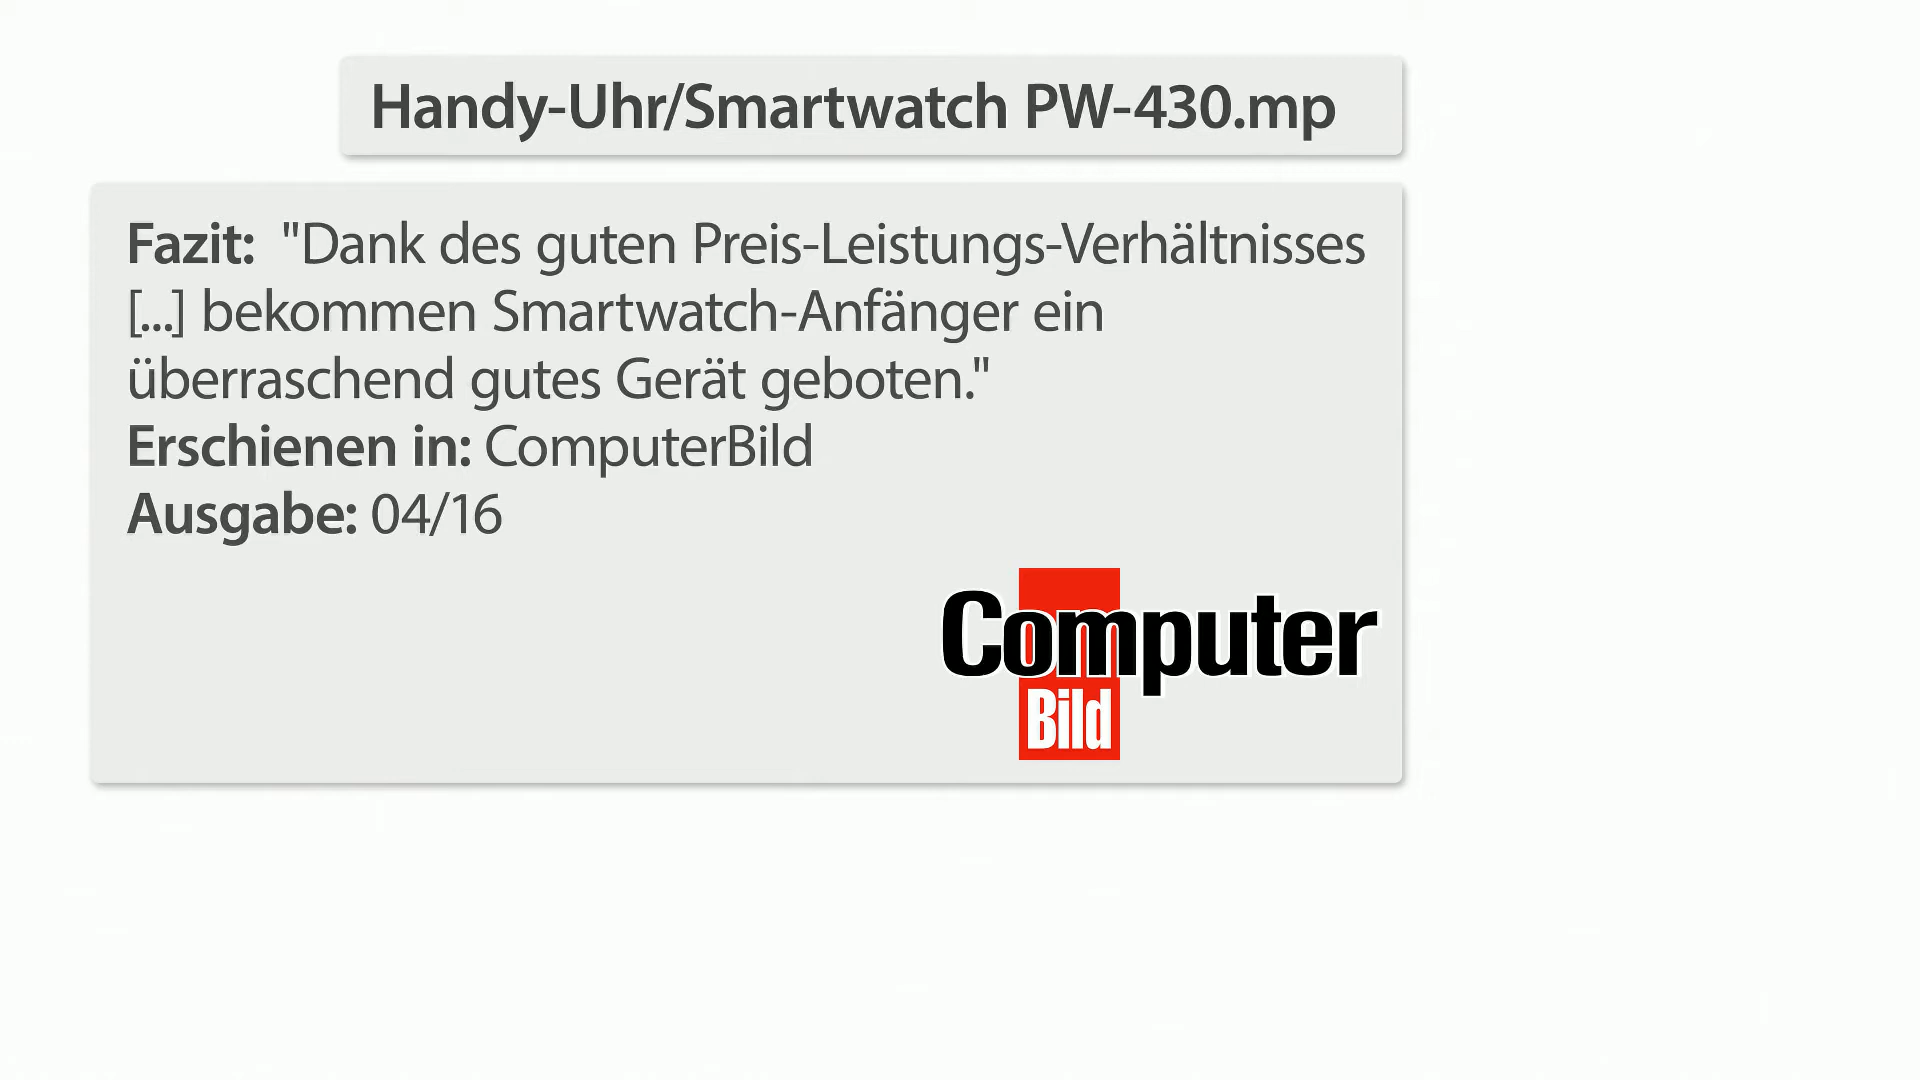 Handy-Uhr/Smartwatch PW-430.mp
Fazit: "Dank des guten Preis-Leistungs-Verhältnisses
[...] bekommen Smartwatch-Anfänger ein
überraschend gutes Gerät geboten."
Erschienen in: ComputerBild
Ausgabe: 04/16
Computer
Bild